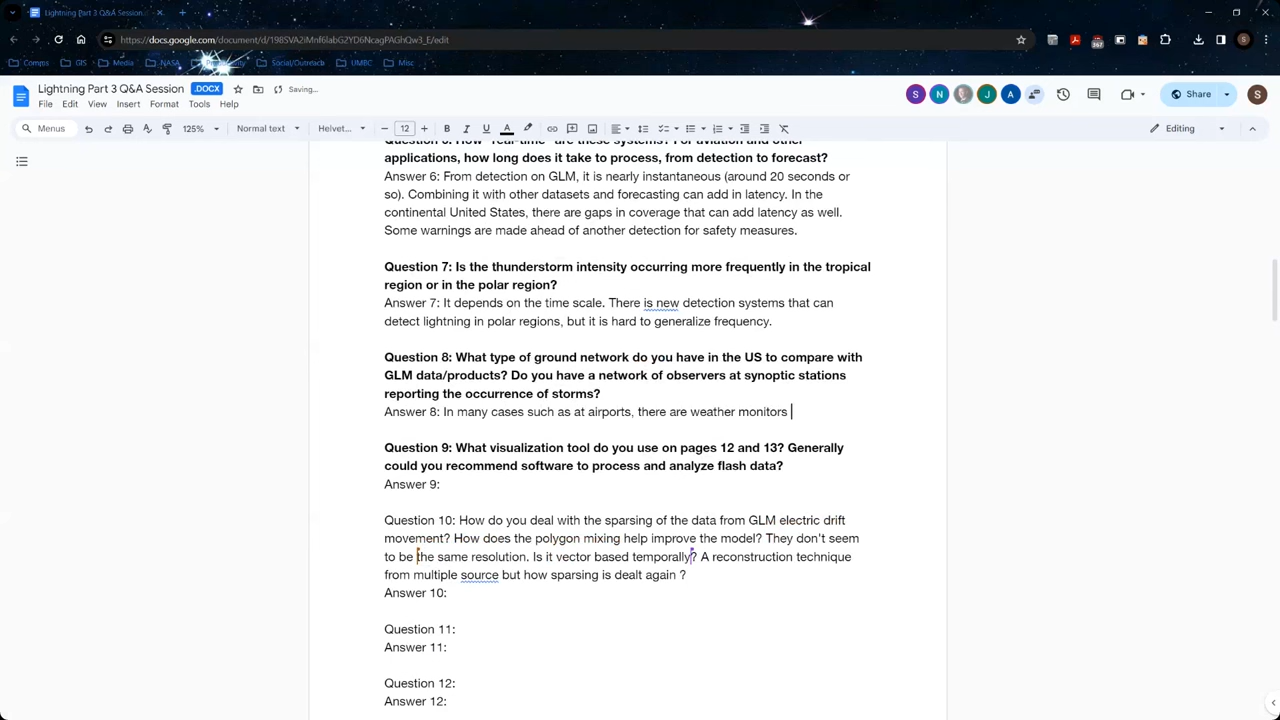 Lightning Part 3 Q&A Session
https://docs.google.com/document/d/198SVA2iMnf6labG2YD6NcagPAGhQw3_E/edit
Comps GIS Media NASA Productivity Social/Outreach UMBC Misc
Lightning Part 3 Q&A Session .DOCX Saving...
S N J A Share S
File Edit View Insert Format Tools Help
Menus 125% Normal text Helvet... 12 B I U A Editing
applications, how long does it take to process, from detection to forecast?
Answer 6: From detection on GLM, it is nearly instantaneous (around 20 seconds or
so). Combining it with other datasets and forecasting can add in latency. In the
continental United States, there are gaps in coverage that can add latency as well.
Some warnings are made ahead of another detection for safety measures.
Question 7: Is the thunderstorm intensity occurring more frequently in the tropical
region or in the polar region?
Answer 7: It depends on the time scale. There is new detection systems that can
detect lightning in polar regions, but it is hard to generalize frequency.
Question 8: What type of ground network do you have in the US to compare with
GLM data/products? Do you have a network of observers at synoptic stations
reporting the occurrence of storms?
Answer 8: In many cases such as at airports, there are weather monitors
Question 9: What visualization tool do you use on pages 12 and 13? Generally
could you recommend software to process and analyze flash data?
Answer 9:
Question 10: How do you deal with the sparsing of the data from GLM electric drift
movement? How does the polygon mixing help improve the model? They don't seem
to be the same resolution. Is it vector based temporally? A reconstruction technique
from multiple source but how sparsing is dealt again ?
Answer 10:
Question 11:
Answer 11:
Question 12:
Answer 12: